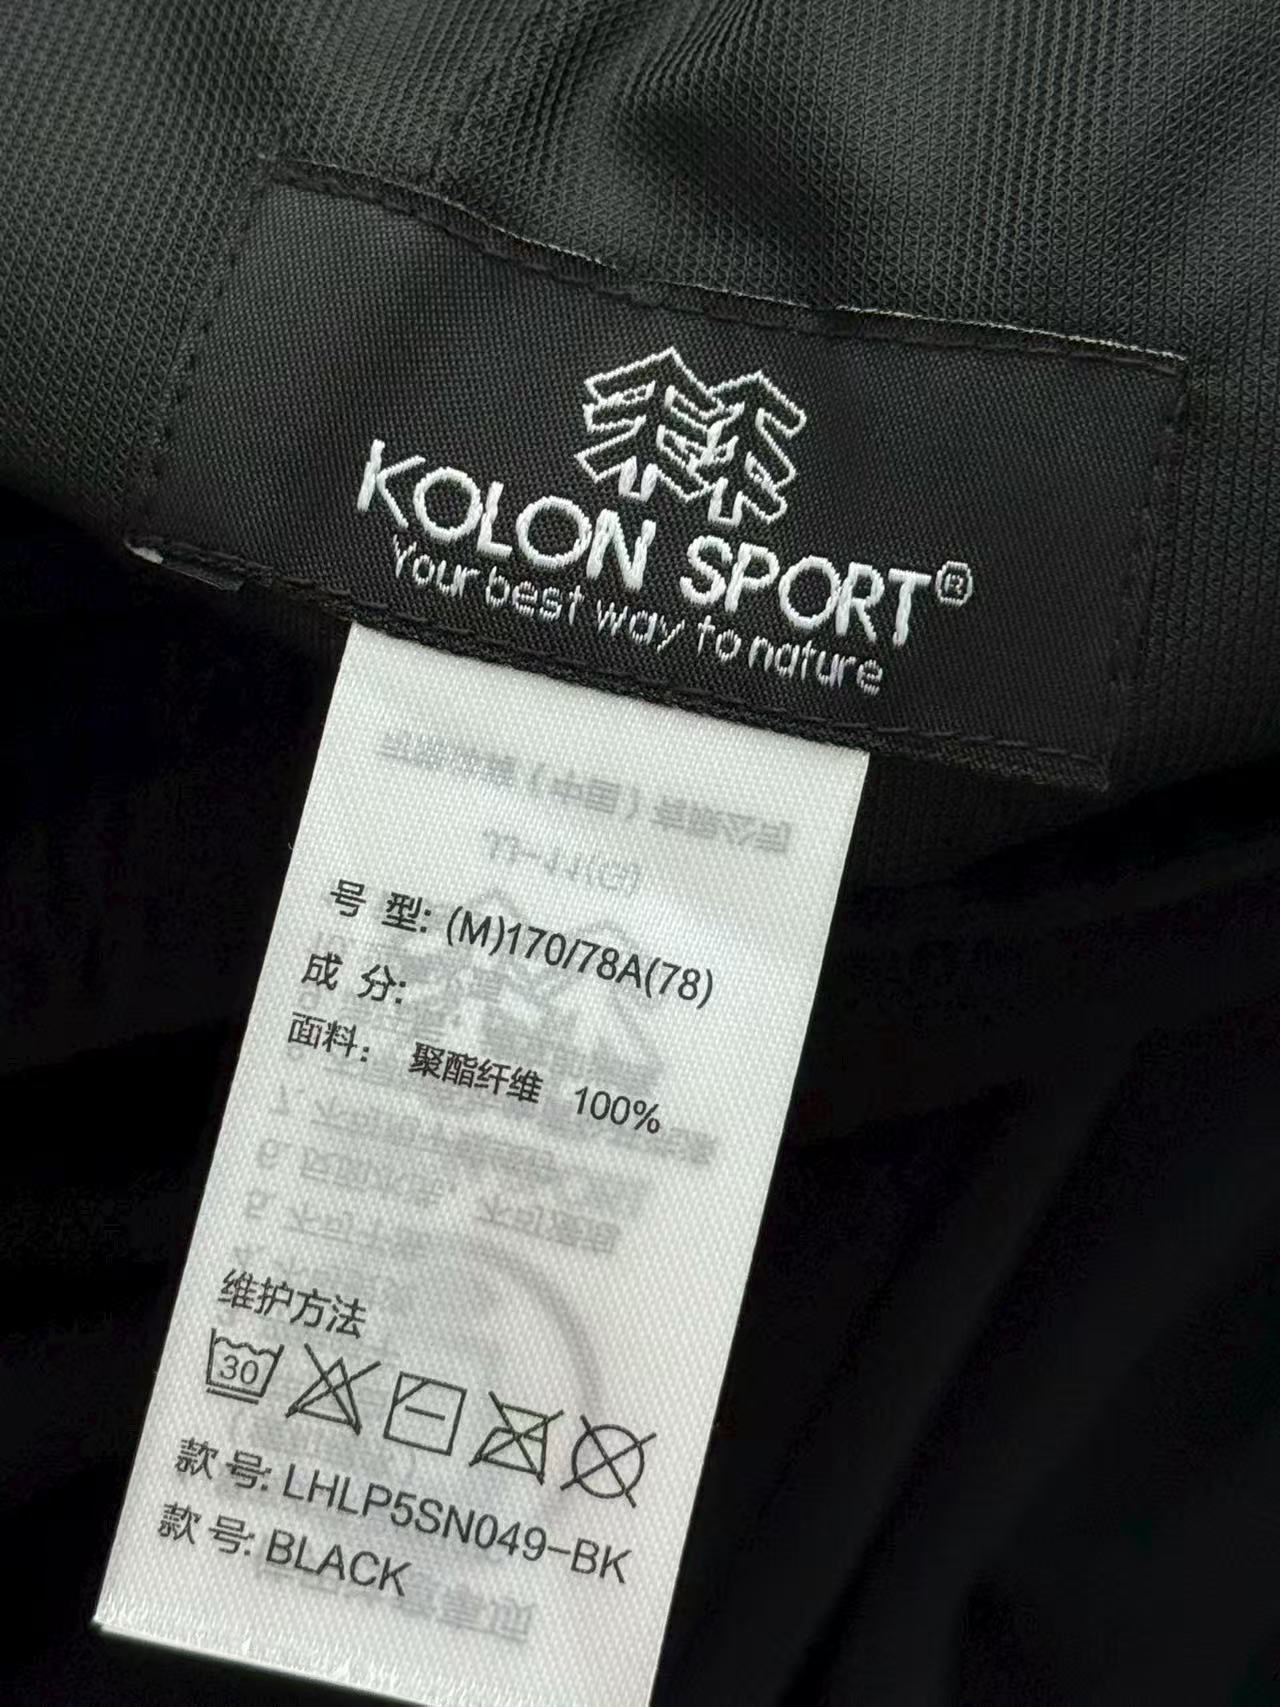 KOLON SPORT®
Your best way to nature
号 型: (M)170/78A(78)
成 分:
面料: 聚酯纤维 100%
维护方法
30
款 号: LHLP5SN049-BK
款 号: BLACK